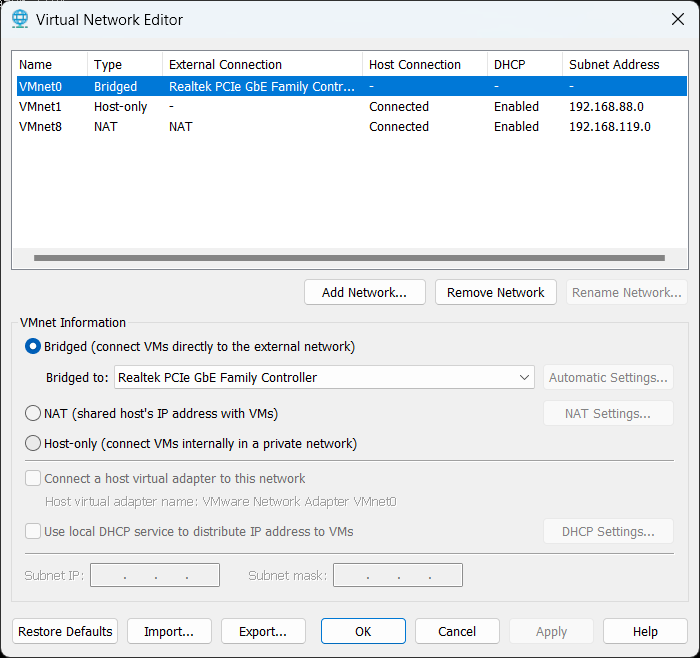 Virtual Network Editor
Name Type External Connection Host Connection DHCP Subnet Address
VMnet0 Bridged Realtek PCIe GbE Family Contr... - - -
VMnet1 Host-only - Connected Enabled 192.168.88.0
VMnet8 NAT NAT Connected Enabled 192.168.119.0
Add Network... Remove Network Rename Network...
VMnet Information
Bridged (connect VMs directly to the external network)
Bridged to: Realtek PCIe GbE Family Controller Automatic Settings...
NAT (shared host's IP address with VMs) NAT Settings...
Host-only (connect VMs internally in a private network)
Connect a host virtual adapter to this network
Host virtual adapter name: VMware Network Adapter VMnet0
Use local DHCP service to distribute IP address to VMs DHCP Settings...
Subnet IP: . . . Subnet mask: . . .
Restore Defaults Import... Export... OK Cancel Apply Help